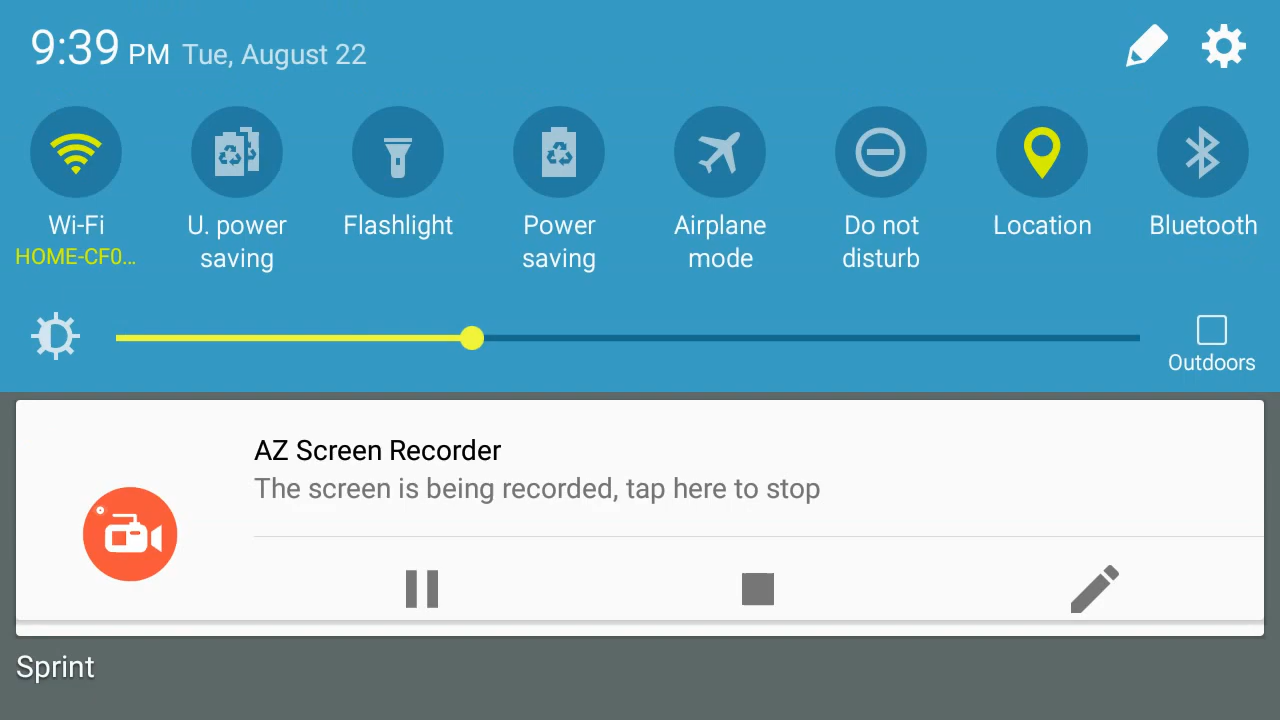 9:39 PM Tue, August 22
Wi-Fi
HOME-CF0...
U. power
saving
Flashlight
Power
saving
Airplane
mode
Do not
disturb
Location
Bluetooth
Outdoors
AZ Screen Recorder
The screen is being recorded, tap here to stop
Sprint